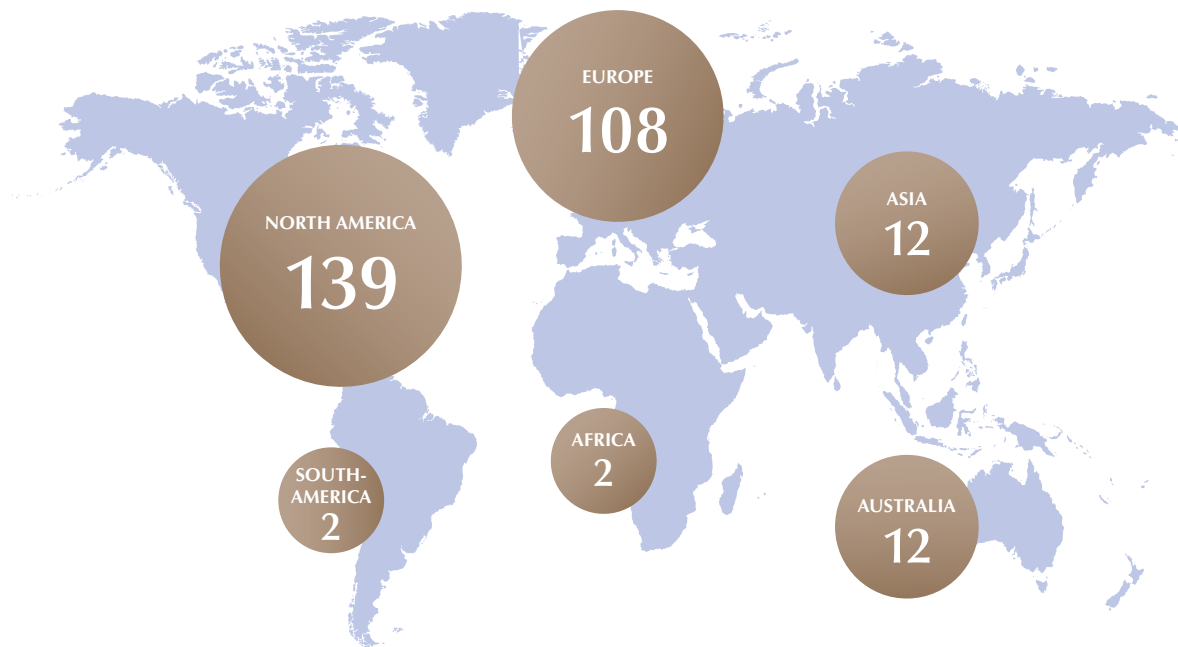 EUROPE
108
NORTH AMERICA
139
ASIA
12
SOUTH-
AMERICA
2
AFRICA
2
AUSTRALIA
12